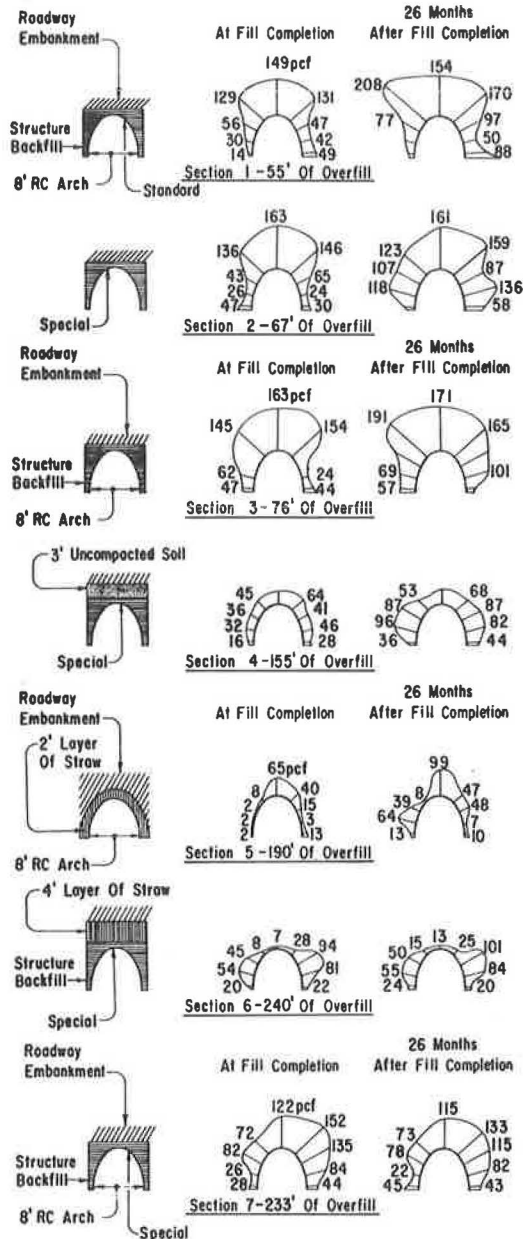 Roadway
Embankment
At Fill Completion
26 Months
After Fill Completion
149pcf
129
131
56
47
30
42
14
49
154
208
170
77
97
50
88
Structure
Backfill
8' RC Arch
Standard
Section 1-55' Of Overfill
163
136
146
43
65
26
24
47
30
161
123
159
107
87
118
136
58
Special
Section 2-67' Of Overfill
Roadway
Embankment
At Fill Completion
26 Months
After Fill Completion
163pcf
145
154
62
24
47
44
171
191
165
69
101
57
Structure
Backfill
8' RC Arch
Section 3-76' Of Overfill
3' Uncompacted Soil
45
64
36
41
32
46
16
28
53
68
87
87
96
82
36
44
Special
Section 4-155' Of Overfill
Roadway
Embankment
At Fill Completion
26 Months
After Fill Completion
2' Layer
Of Straw
65pcf
8
40
2
15
2
3
2
13
99
8
47
39
48
64
7
13
10
8' RC Arch
Section 5-190' Of Overfill
4' Layer Of Straw
7
8
28
45
94
54
81
20
22
13
15
25
50
101
55
84
24
20
Structure
Backfill
Special
Section 6-240' Of Overfill
Roadway
Embankment
At Fill Completion
26 Months
After Fill Completion
122pcf
72
152
82
135
26
84
28
44
115
73
133
78
115
22
82
45
43
Structure
Backfill
8' RC Arch
Special
Section 7-233' Of Overfill